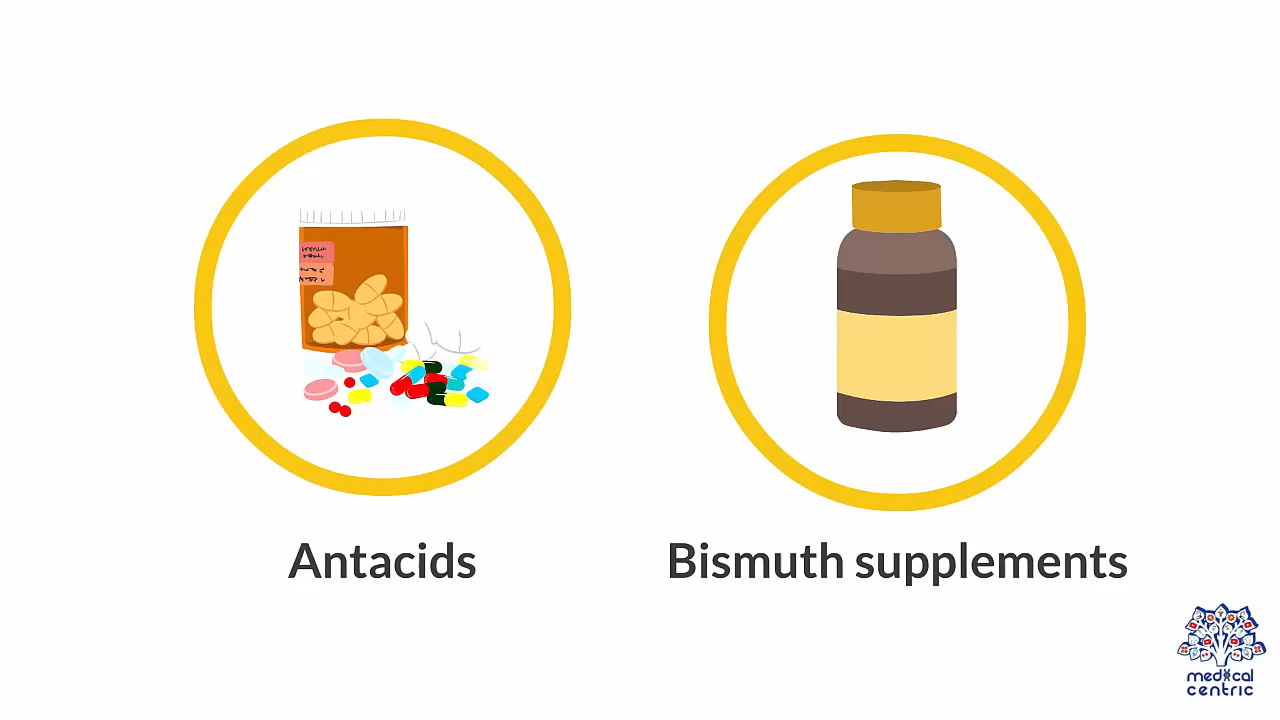 Antacids
Bismuth supplements
medical
centric